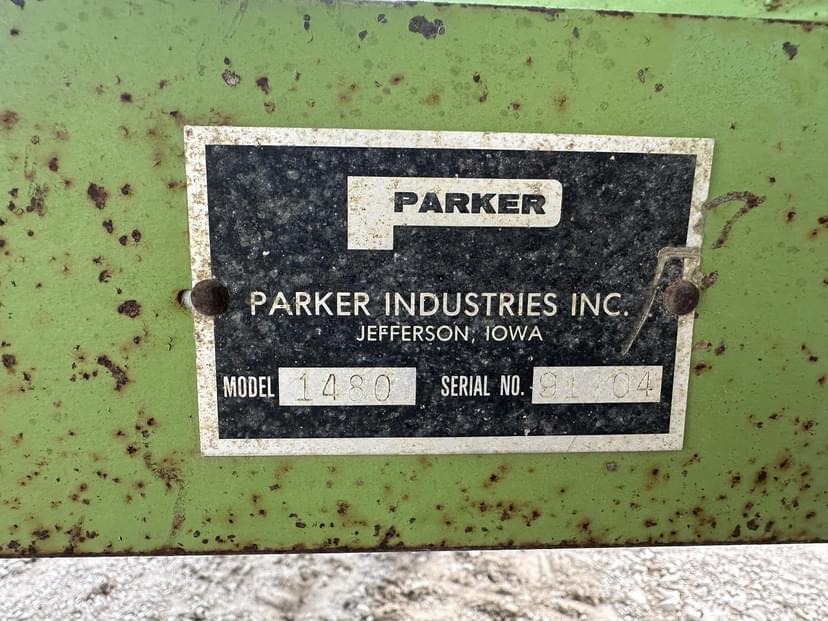 PARKER
PARKER INDUSTRIES INC.
JEFFERSON, IOWA
MODEL 1480 SERIAL NO.